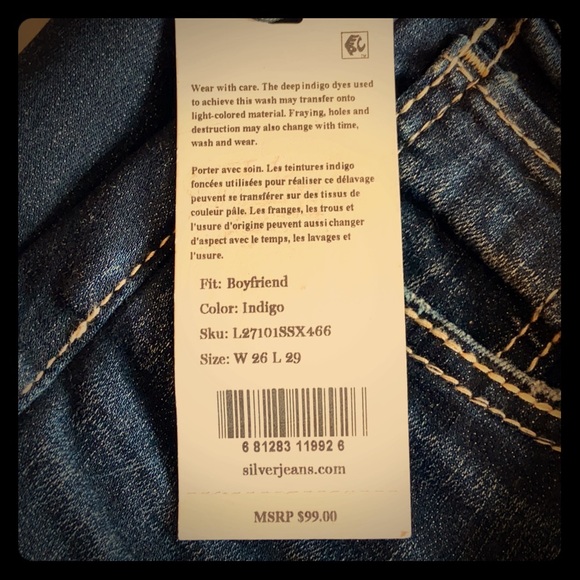 Wear with care. The deep indigo dyes used
to achieve this wash may transfer onto
light-colored material. Fraying, holes and
destruction may also change with time,
wash and wear.
Porter avec soin. Les teintures indigo
foncées utilisées pour réaliser ce délavage
peuvent se transférer sur des tissus de
couleur pâle. Les franges, les trous et
l'usure d'origine peuvent aussi changer
d'aspect avec le temps, les lavages et
l'usure.
Fit: Boyfriend
Color: Indigo
Sku: L27101SSX466
Size: W 26 L 29
6 81283 11992 6
silverjeans.com
MSRP $99.00